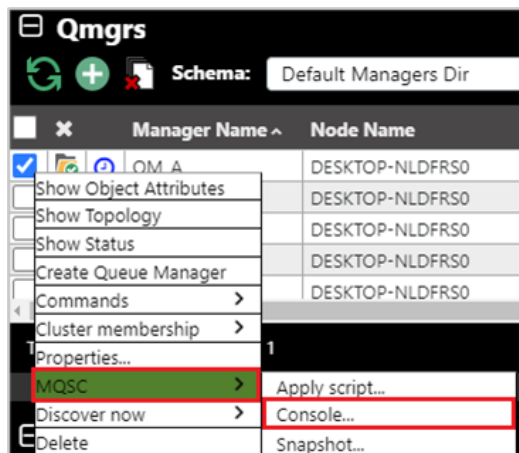 Qmgrs
Schema: Default Managers Dir
Manager Name Node Name
QM_A DESKTOP-NLDFRS0
Show Object Attributes DESKTOP-NLDFRS0
Show Topology DESKTOP-NLDFRS0
Show Status
Create Queue Manager DESKTOP-NLDFRS0
Commands > DESKTOP-NLDFRS0
Cluster membership >
Properties... 1
MQSC > Apply script...
Discover now > Console...
Delete Snapshot...